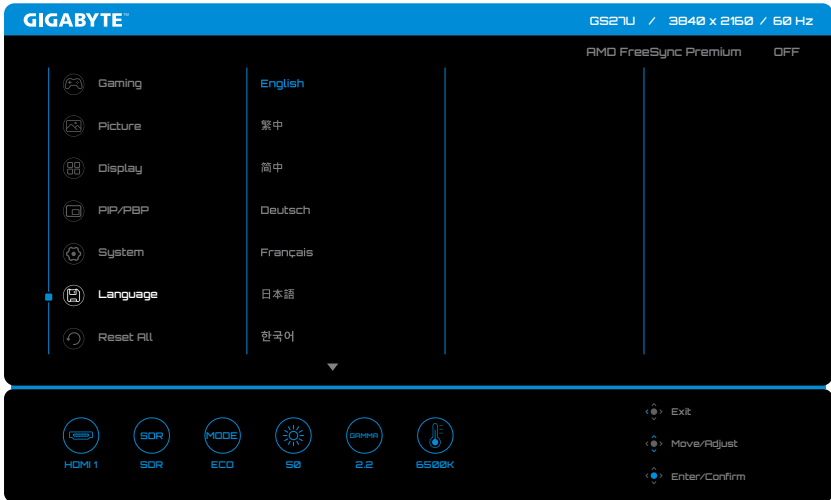 GIGABYTE™
GS27U / 3840 x 2160 / 60 Hz
AMD FreeSync Premium OFF
Gaming
Picture
Display
PIP/PBP
System
Language
Reset All
English
繁中
简中
Deutsch
Français
日本語
한국어
SDR
MODE
GAMMA
HDMI 1
SDR
ECO
50
2.2
6500K
Exit
Move/Adjust
Enter/Confirm